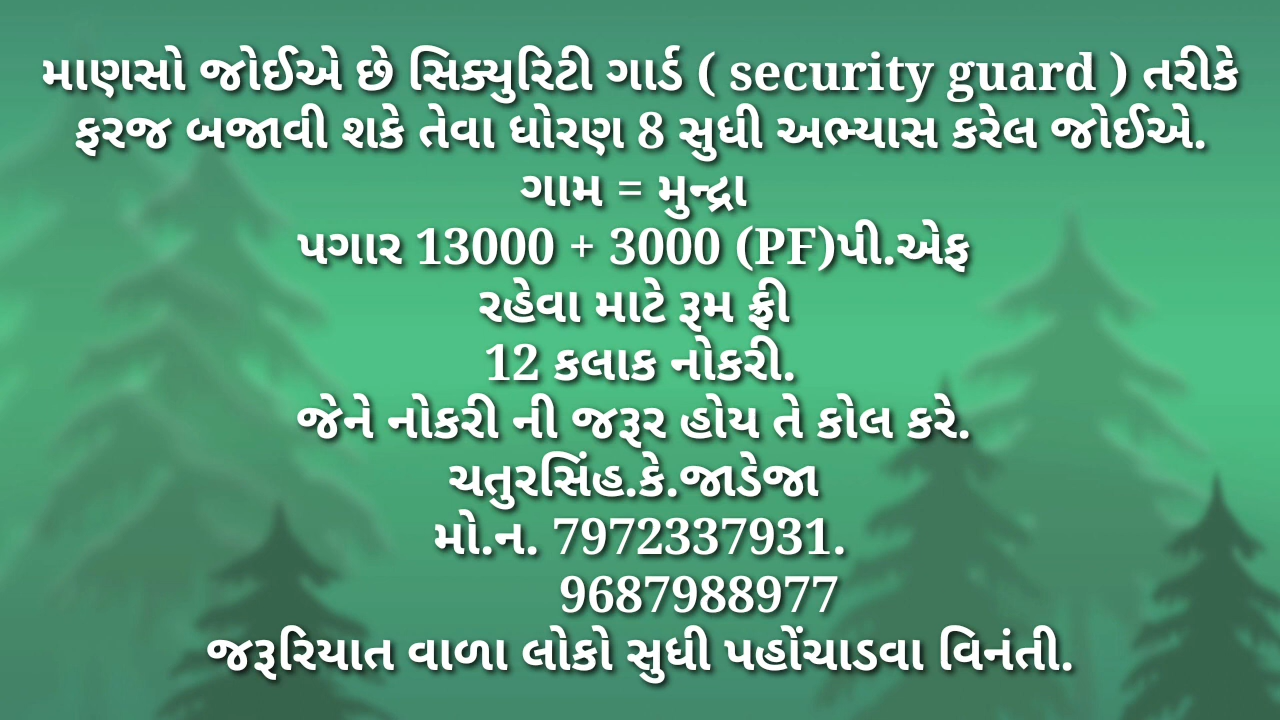 માણસો જોઈએ છે સિક્યુરિટી ગાર્ડ ( security guard ) તરીકે
ફરજ બજાવી શકે તેવા ધોરણ 8 સુધી અભ્યાસ કરેલ જોઈએ.
ગામ = મુન્દ્રા
પગાર 13000 + 3000 (PF)પી.એફ
રહેવા માટે રૂમ ફ્રી
12 કલાક નોકરી.
જેને નોકરી ની જરૂર હોય તે કોલ કરે.
ચતુરસિંહ.કે.જાડેજા
મો.ન. 7972337931.
9687988977
જરૂરિયાત વાળા લોકો સુધી પહોંચાડવા વિનંતી.